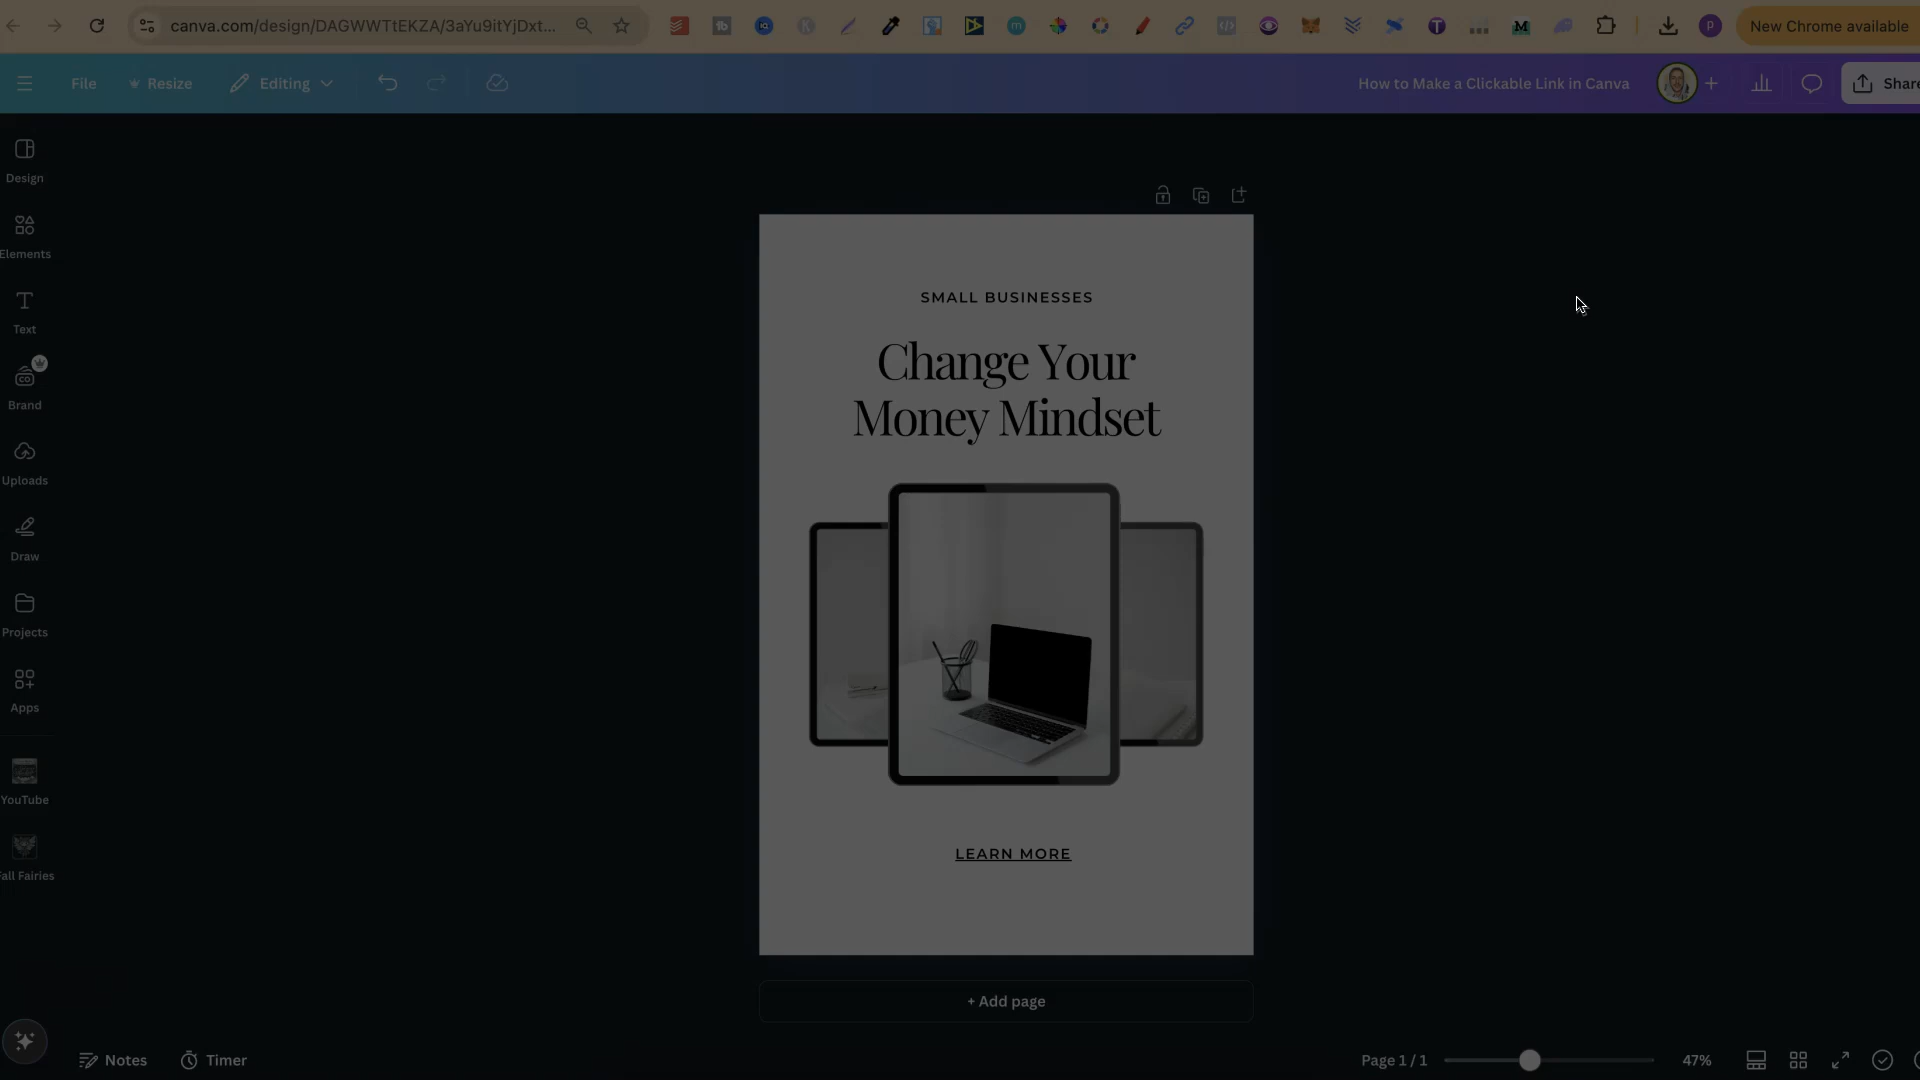 canva.com/design/DAGWWTtEKZA/3aYu9itYjDxt...
New Chrome available
File
Resize
Editing
How to Make a Clickable Link in Canva
Share
Design
Elements
Text
Brand
Uploads
Draw
Projects
Apps
YouTube
Fall Fairies
SMALL BUSINESSES
Change Your
Money Mindset
LEARN MORE
+ Add page
Notes
Timer
Page 1 / 1
47%